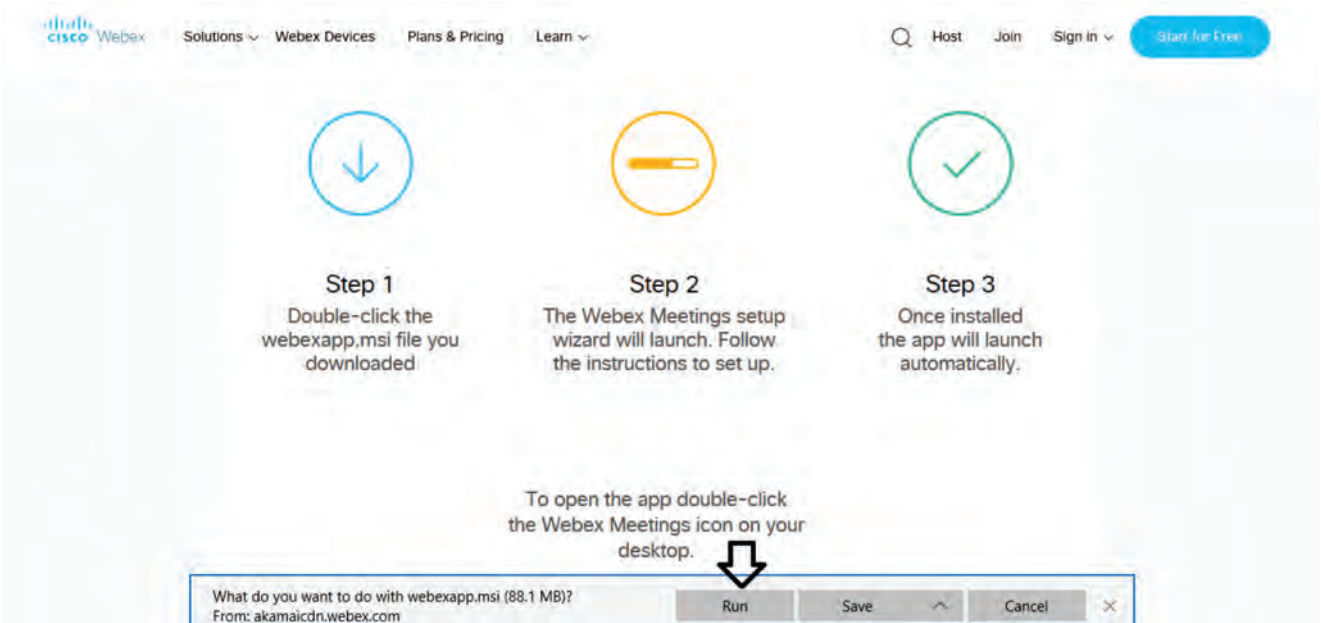 cisco Webex Solutions Webex Devices Plans & Pricing Learn Host Join Sign in Start for Free
Step 1
Double-click the
webexapp.msi file you
downloaded
Step 2
The Webex Meetings setup
wizard will launch. Follow
the instructions to set up.
Step 3
Once installed
the app will launch
automatically.
To open the app double-click
the Webex Meetings icon on your
desktop.
What do you want to do with webexapp.msi (88.1 MB)?
From: akamaicdn.webex.com
Run Save Cancel